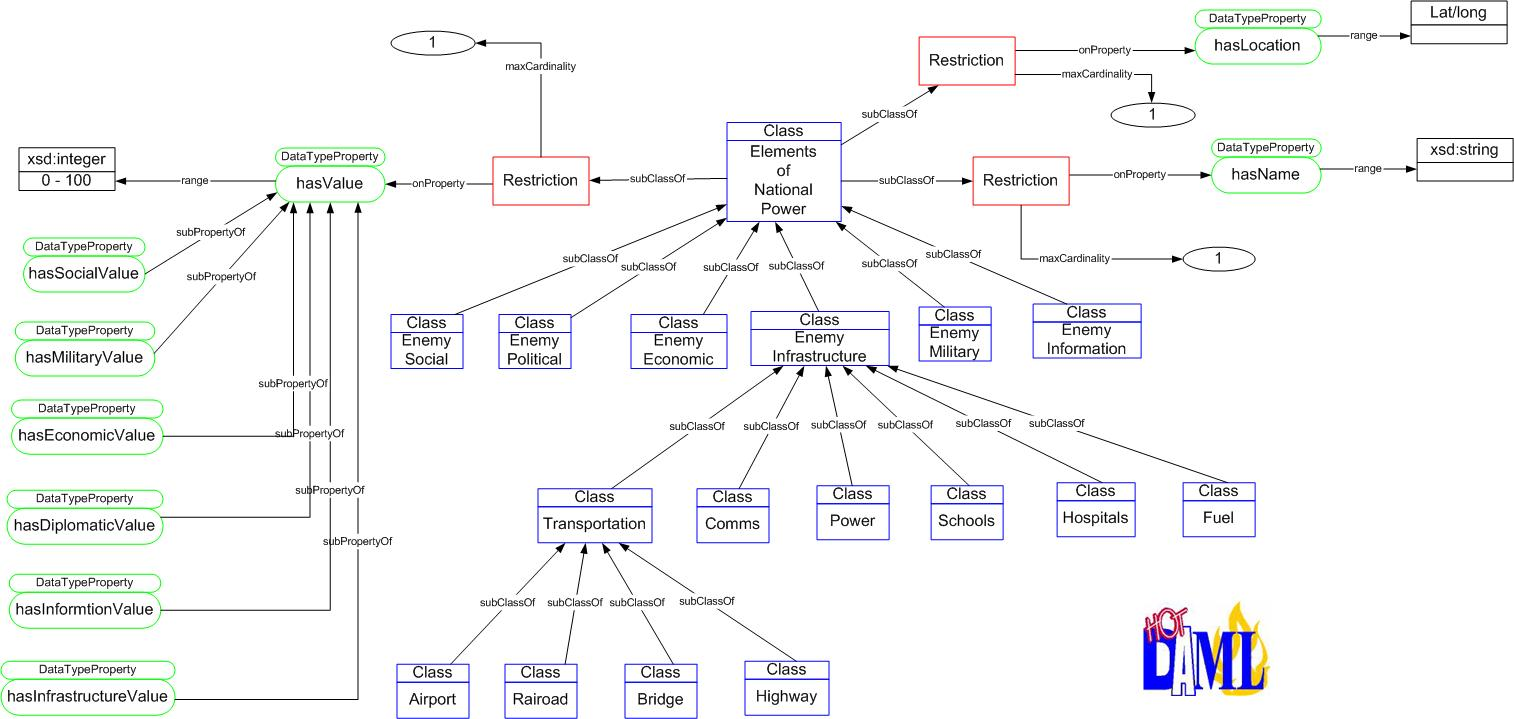 DataTypeProperty
hasLocation
range
Lat/long
1
maxCardinality
Restriction
onProperty
maxCardinality
1
subClassOf
Class
Elements
of
National
Power
xsd:integer
0 - 100
range
DataTypeProperty
hasValue
onProperty
Restriction
subClassOf
subClassOf
Restriction
onProperty
DataTypeProperty
hasName
range
xsd:string
maxCardinality
1
DataTypeProperty
hasSocialValue
subPropertyOf
subPropertyOf
DataTypeProperty
hasMilitaryValue
subPropertyOf
DataTypeProperty
hasEconomicValue
subPropertyOf
DataTypeProperty
hasDiplomaticValue
subPropertyOf
DataTypeProperty
hasInformtionValue
subPropertyOf
DataTypeProperty
hasInfrastructureValue
subClassOf
subClassOf
subClassOf
subClassOf
subClassOf
subClassOf
Class
Enemy
Social
Class
Enemy
Political
Class
Enemy
Economic
Class
Enemy
Infrastructure
Class
Enemy
Military
Class
Enemy
Information
subClassOf
subClassOf
subClassOf
subClassOf
subClassOf
subClassOf
Class
Transportation
Class
Comms
Class
Power
Class
Schools
Class
Hospitals
Class
Fuel
subClassOf
subClassOf
subClassOf
subClassOf
Class
Airport
Class
Rairoad
Class
Bridge
Class
Highway
HOT
DAML